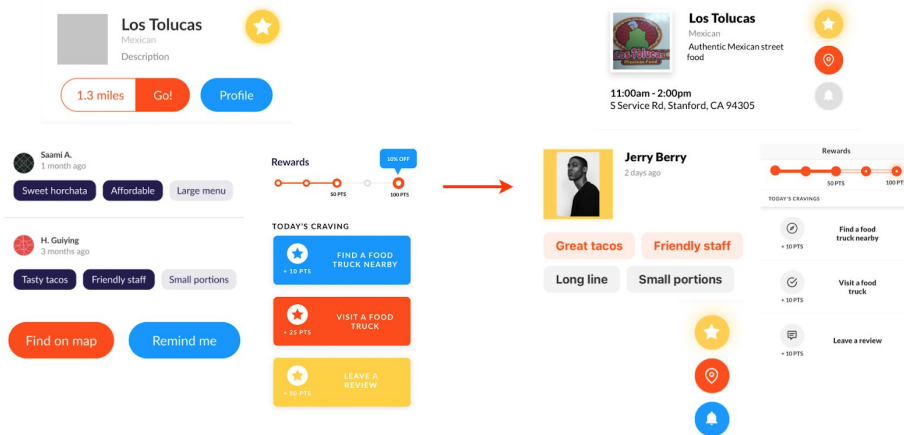 Los Tolucas
Mexican
Description
1.3 miles
Go!
Profile
Los Tolucas
Mexican
Authentic Mexican street
food
Los Tolucas
Mexican Food
11:00am - 2:00pm
S Service Rd, Stanford, CA 94305
Saami A.
1 month ago
Sweet horchata
Affordable
Large menu
H. Guiying
3 months ago
Tasty tacos
Friendly staff
Small portions
Find on map
Remind me
Rewards
10% OFF
50 PTS
100 PTS
TODAY'S CRAVING
+ 10 PTS
FIND A FOOD
TRUCK NEARBY
+ 25 PTS
VISIT A FOOD
TRUCK
+ 50 PTS
LEAVE A
REVIEW
Jerry Berry
2 days ago
Great tacos
Friendly staff
Long line
Small portions
Rewards
50 PTS
100 PTS
TODAY'S CRAVINGS
+ 10 PTS
Find a food
truck nearby
+ 10 PTS
Visit a food
truck
+ 10 PTS
Leave a review